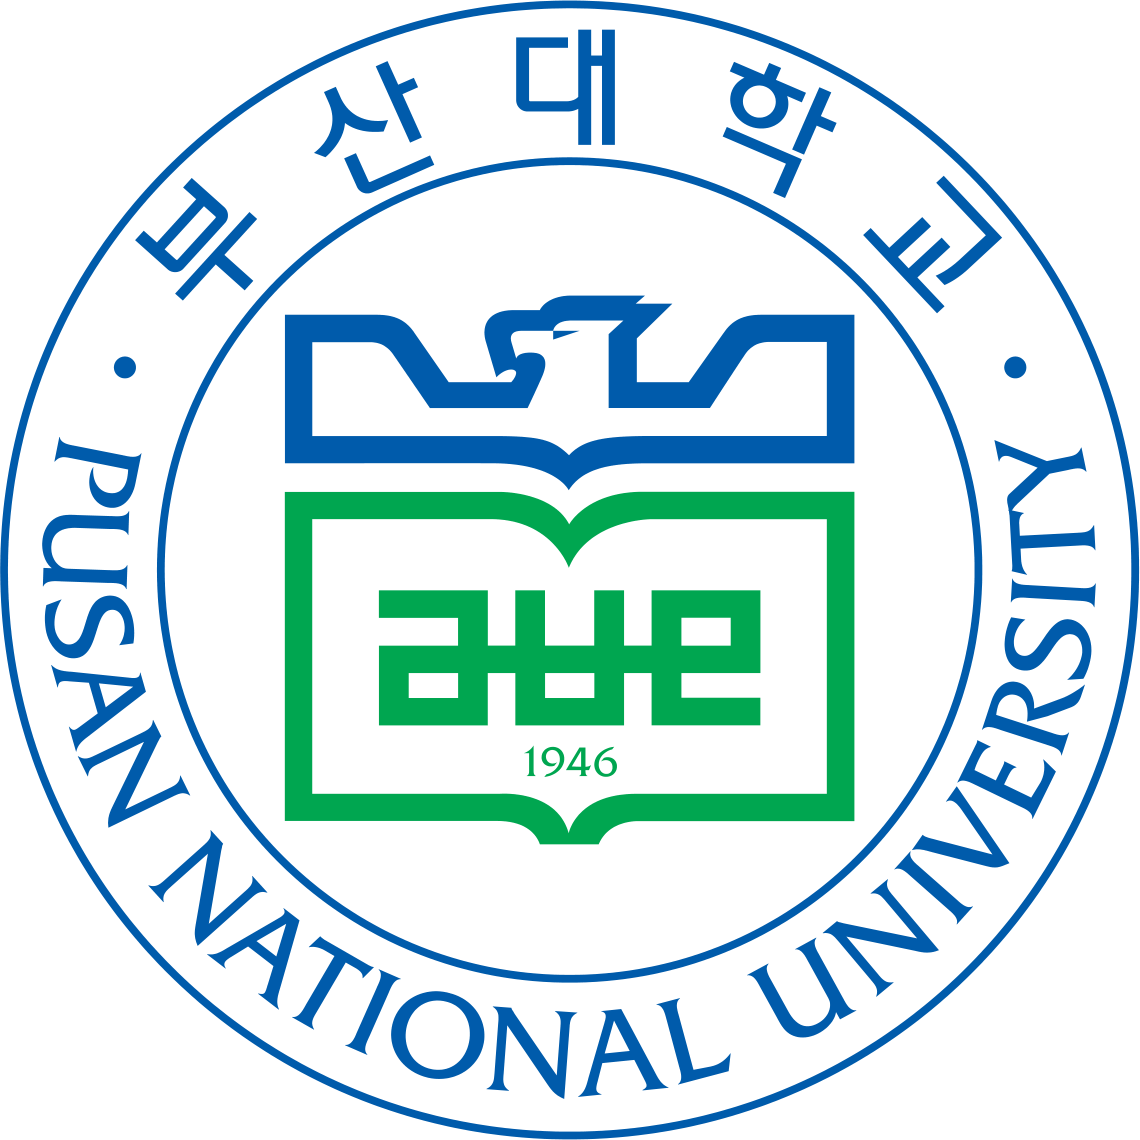 부산대학교
1946
PUSAN NATIONAL UNIVERSITY